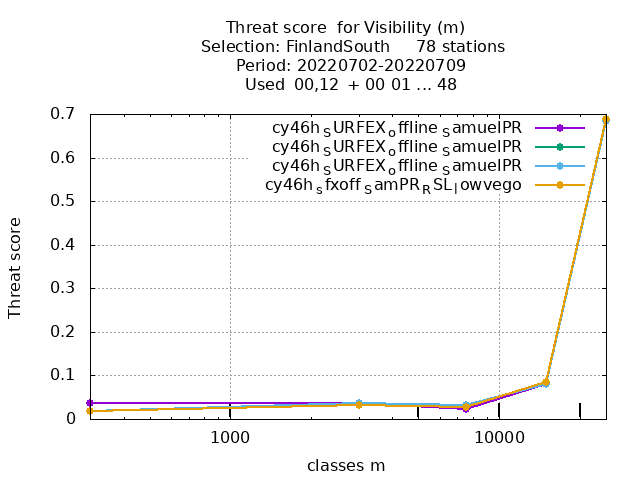 Threat score for Visibility (m)
Selection: FinlandSouth 78 stations
Period: 20220702-20220709
Used 00,12 + 00 01 ... 48
cy46h_SURFEX_offline_SamuelPR
cy46h_SURFEX_offline_SamuelPR
cy46h_SURFEX_offline_SamuelPR
cy46h_sfxoff_SamPR_RSL_lowvego
0.7
0.6
0.5
0.4
0.3
0.2
0.1
0
Threat score
1000 10000
classes m